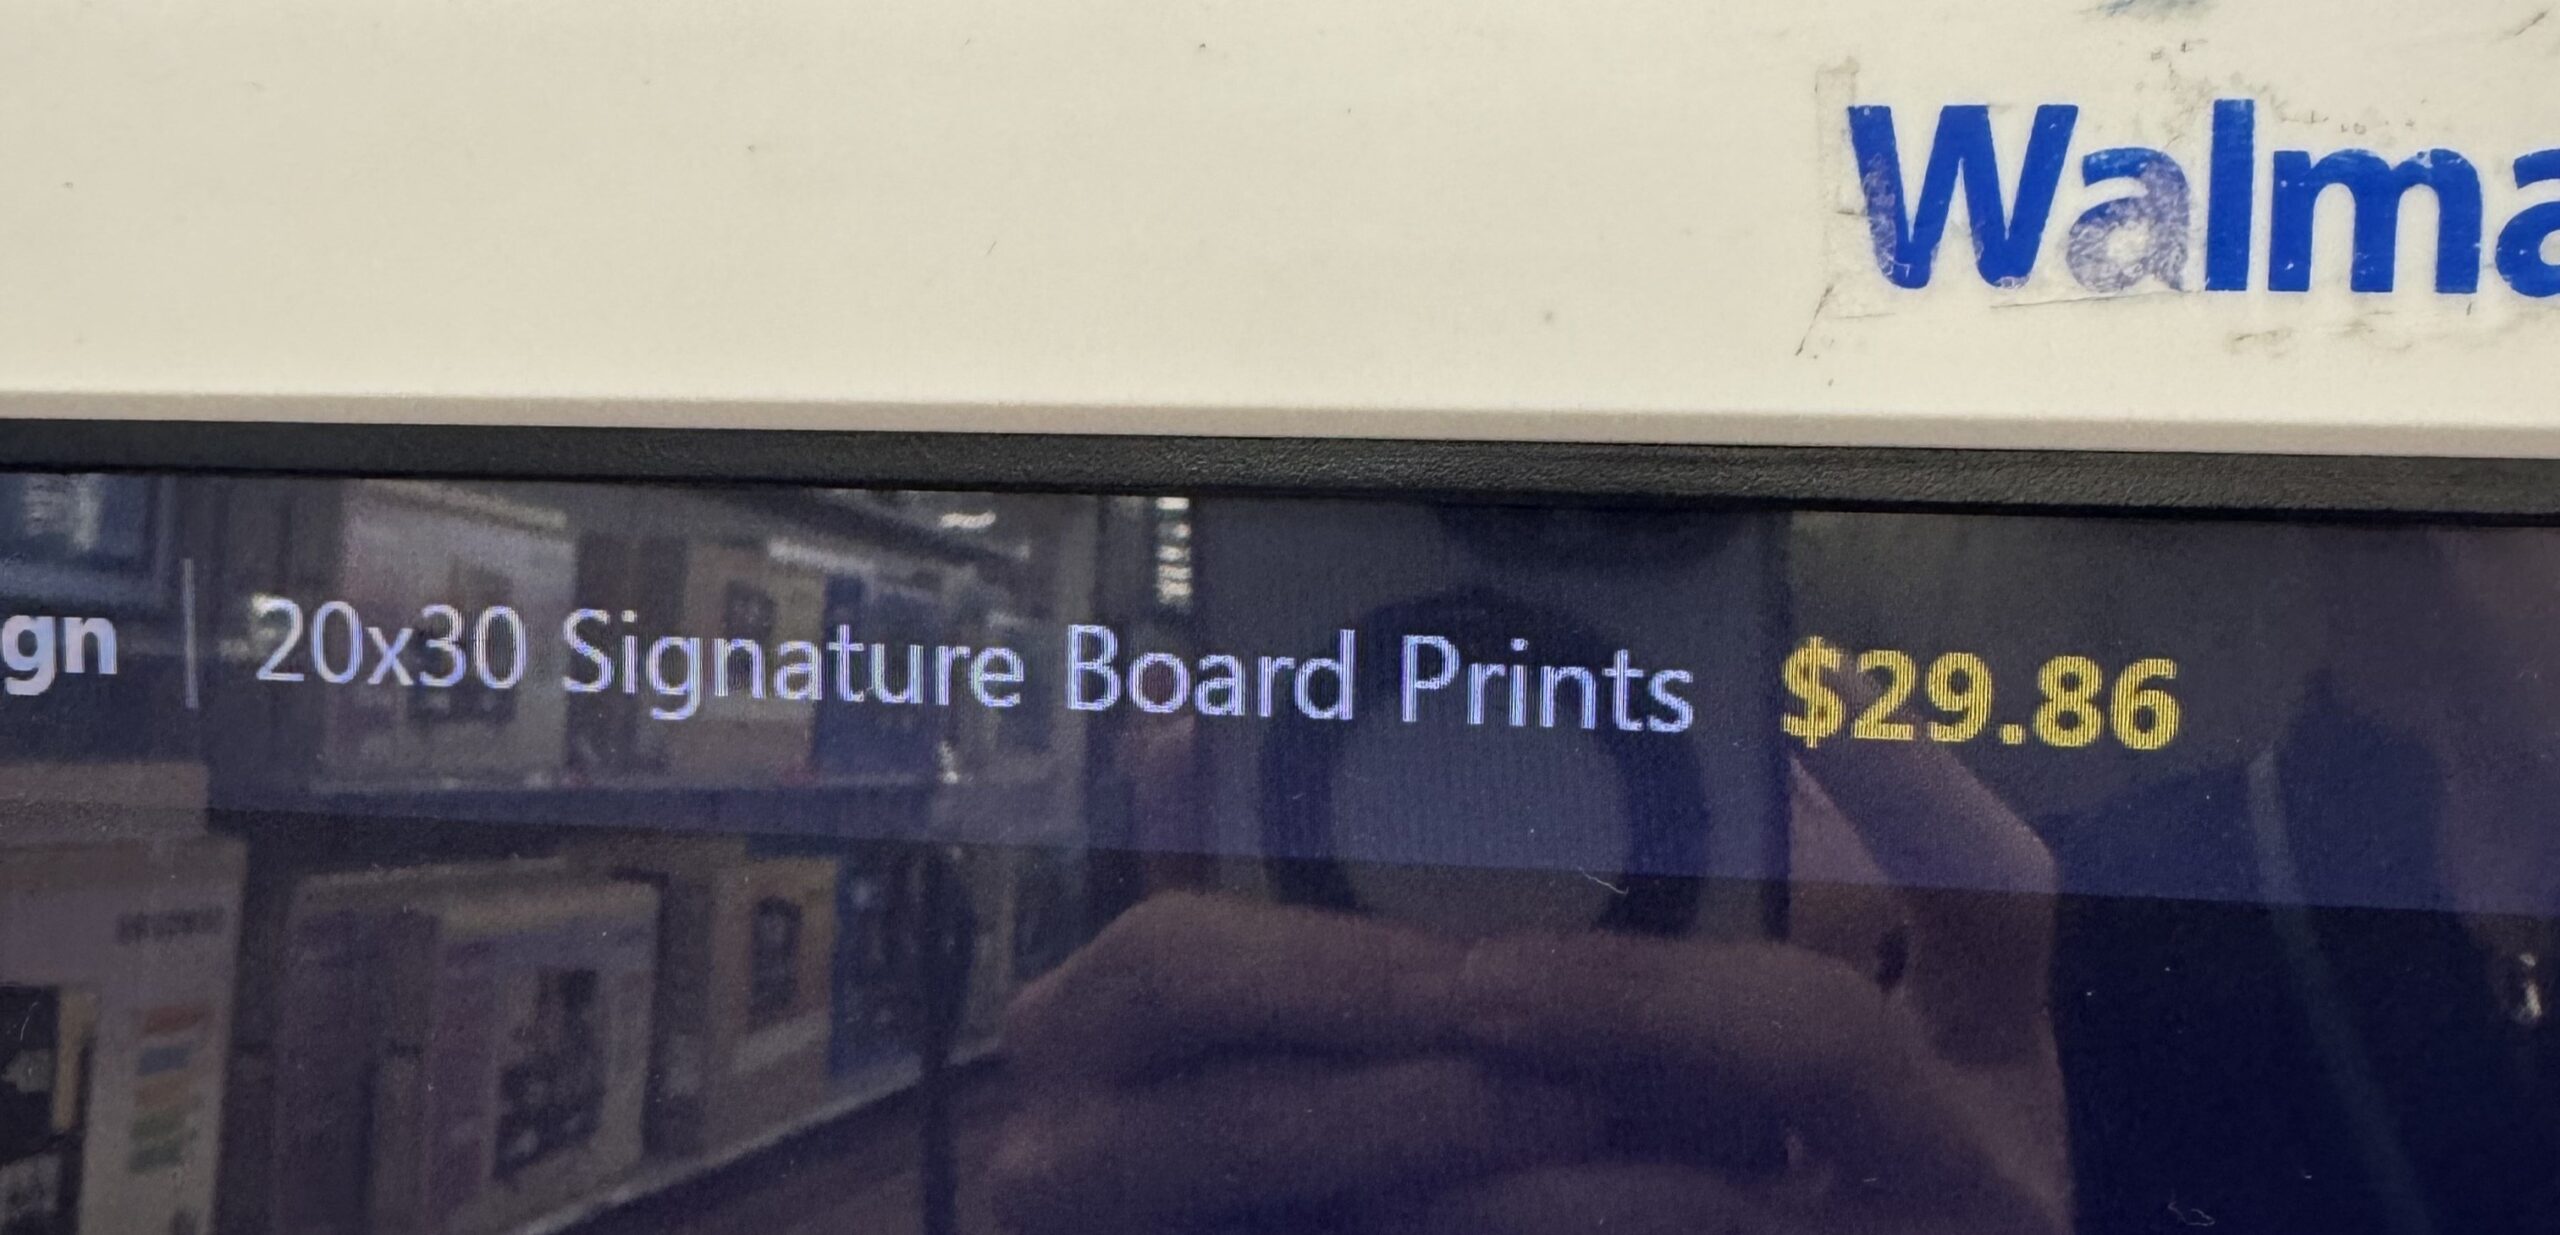 Walma
gn | 20x30 Signature Board Prints $29.86